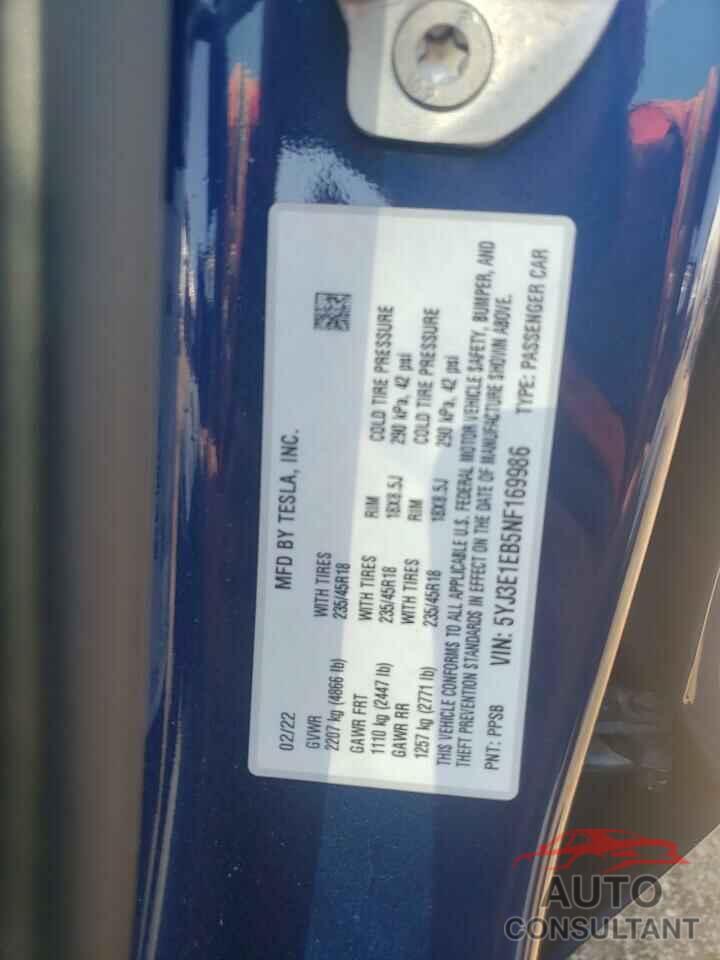 02/22 MFD BY TESLA, INC.
GVWR WITH TIRES
2207 kg (4866 lb) 235/45R18
GAWR FRT WITH TIRES RIM COLD TIRE PRESSURE
1110 kg (2447 lb) 235/45R18 18X8.5J 290 kPa, 42 psi
GAWR RR WITH TIRES RIM COLD TIRE PRESSURE
1257 kg (2771 lb) 235/45R18 18X8.5J 290 kPa, 42 psi
THIS VEHICLE CONFORMS TO ALL APPLICABLE U.S. FEDERAL MOTOR VEHICLE SAFETY, BUMPER, AND
THEFT PREVENTION STANDARDS IN EFFECT ON THE DATE OF MANUFACTURE SHOWN ABOVE.
PNT: PPSB VIN: 5YJ3E1EB5NF169986 TYPE: PASSENGER CAR
AUTO
CONSULTANT